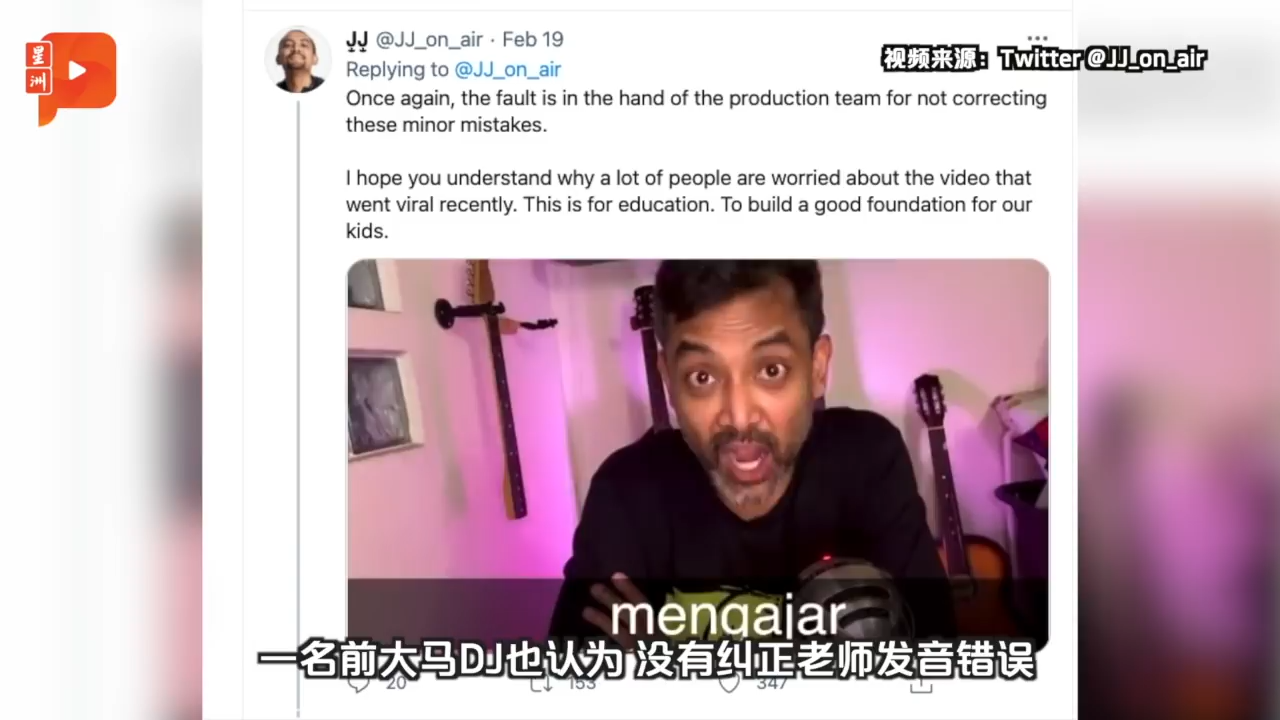 星洲
JJ @JJ_on_air · Feb 19
视频来源：Twitter @JJ_on_air
Replying to @JJ_on_air
Once again, the fault is in the hand of the production team for not correcting
these minor mistakes.
I hope you understand why a lot of people are worried about the video that
went viral recently. This is for education. To build a good foundation for our
kids.
mengajar
一名前大马DJ也认为 没有纠正老师发音错误
20
153
347